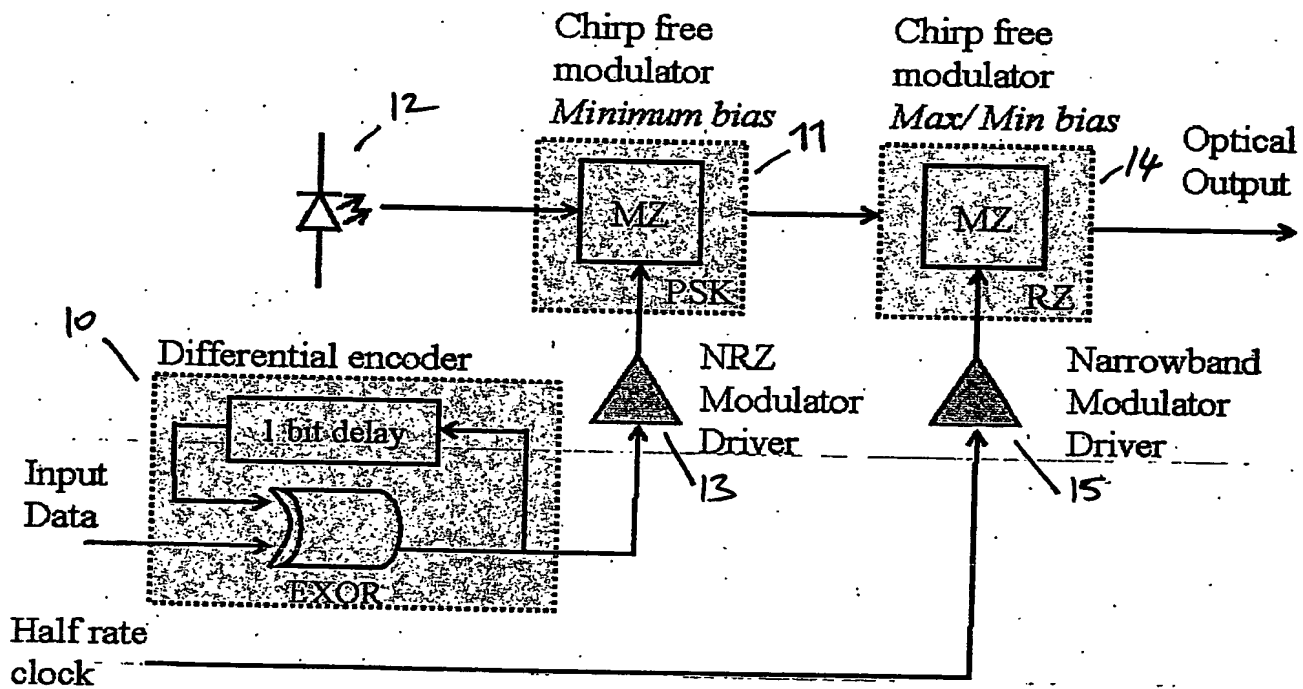 Chirp free
modulator
Minimum bias
Chirp free
modulator
Max/Min bias
12
11
14
Optical
Output
MZ
PSK
MZ
RZ
10
Differential encoder
1 bit delay
Input
Data
EXOR
NRZ
Modulator
Driver
13
Narrowband
Modulator
Driver
15
Half rate
clock